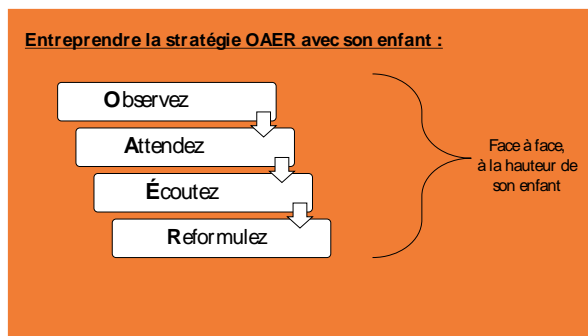 Entreprendre la stratégie OAER avec son enfant :
Observez
Attendez
Écoutez
Reformulez
Face à face,
à la hauteur de
son enfant